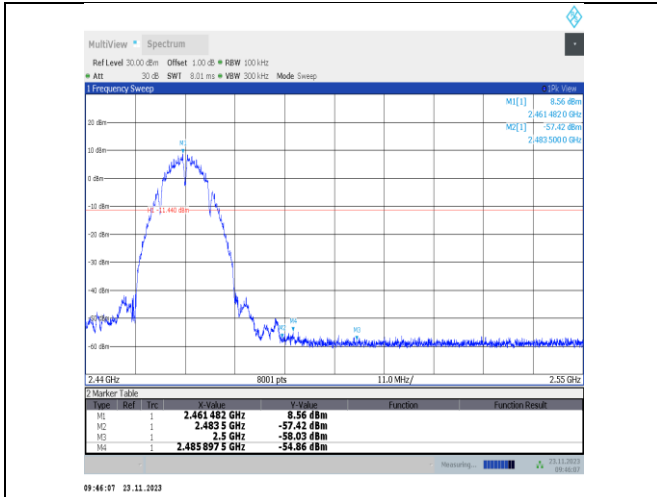 MultiView Spectrum
Ref Level 30.00 dBm Offset 1.00 dB RBW 100 kHz
Att 30 dB SWT 8.01 ms VBW 300 kHz Mode Sweep
1 Frequency Sweep 1Pk View
M1[1] 8.56 dBm
2.461 482 0 GHz
M2[1] -57.42 dBm
2.483 500 0 GHz
20 dBm
10 dBm
0 dBm
-10 dBm
H1 -11.440 dBm
-20 dBm
-30 dBm
-40 dBm
-50 dBm
-60 dBm
M1
M2
M4
M3
2.44 GHz 8001 pts 11.0 MHz/ 2.55 GHz
2 Marker Table
Type Ref Trc X-Value Y-Value Function Function Result
M1 1 2.461 482 GHz 8.56 dBm
M2 1 2.483 5 GHz -57.42 dBm
M3 1 2.5 GHz -58.03 dBm
M4 1 2.485 897 5 GHz -54.86 dBm
Measuring... 23.11.2023
09:46:07
09:46:07 23.11.2023